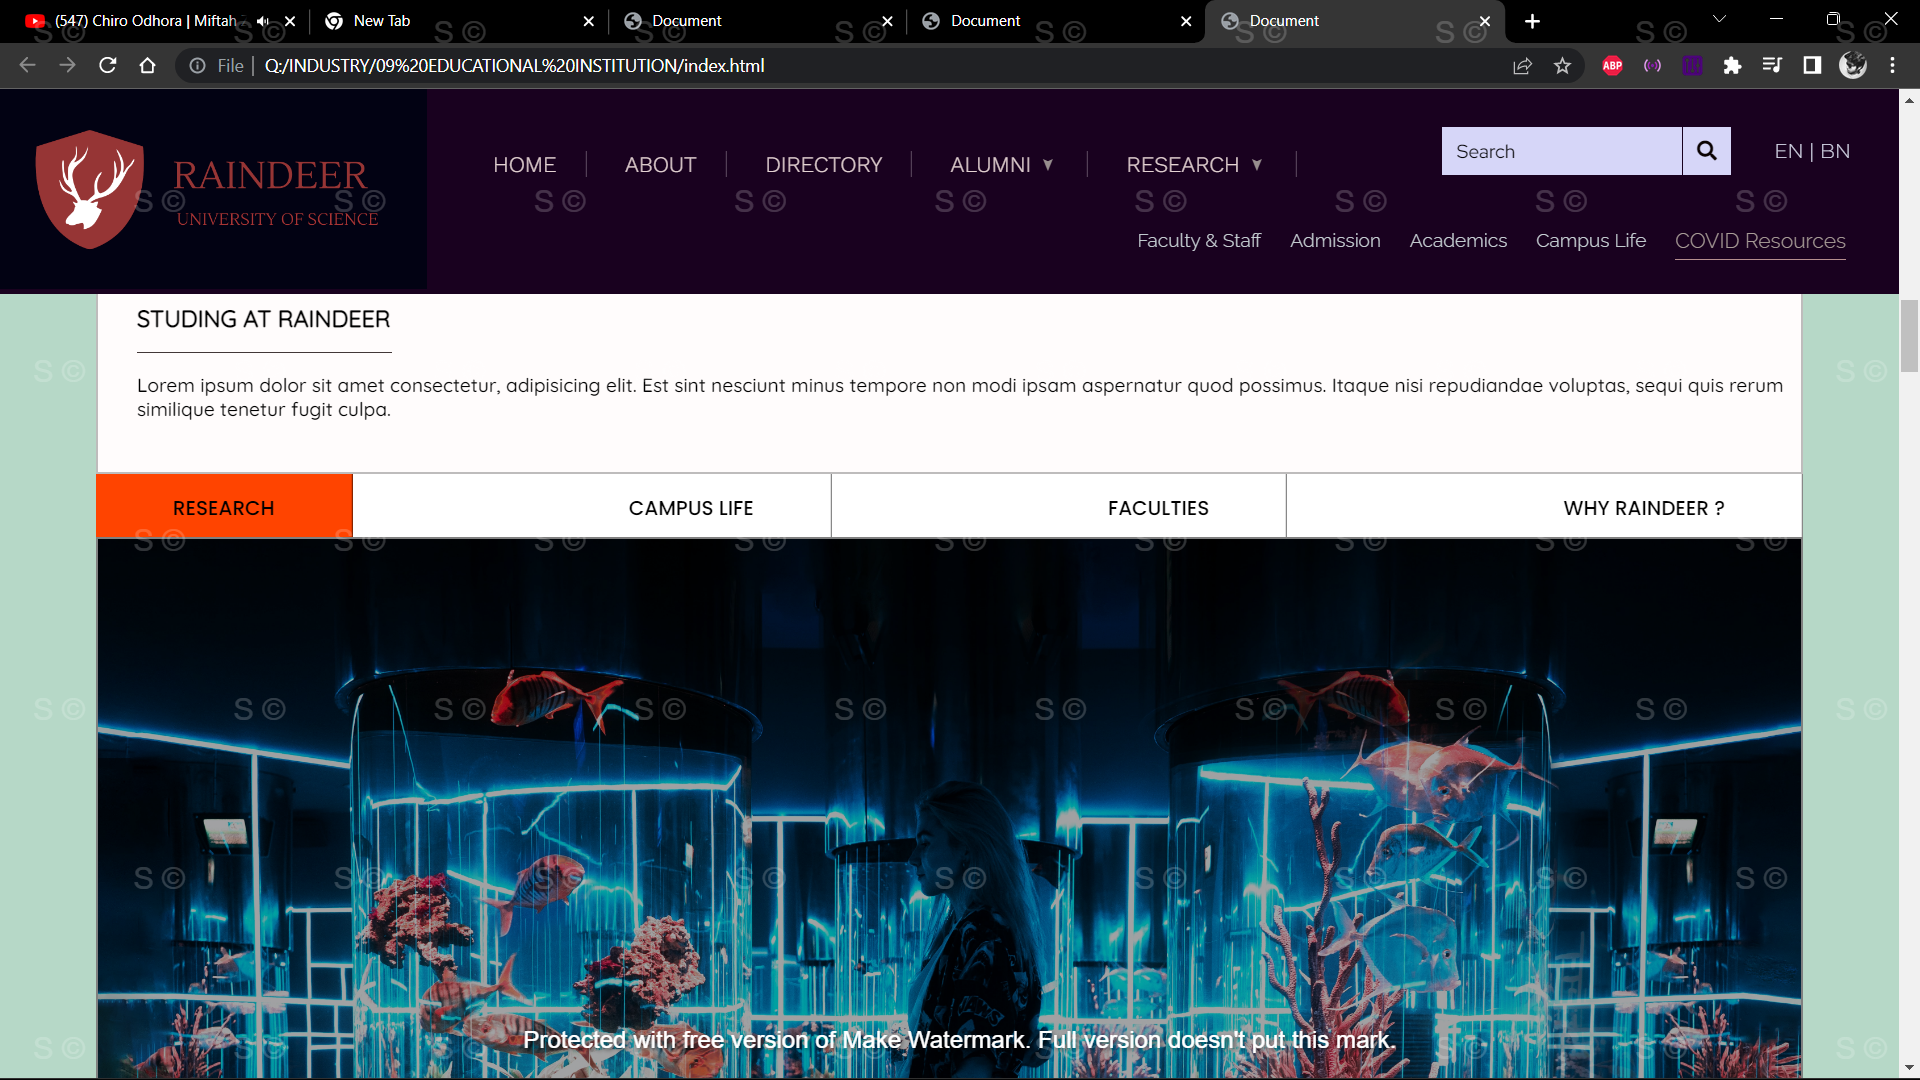 (547) Chiro Odhora | Miftah
New Tab
Document
Document
Document
File | Q:/INDUSTRY/09%20EDUCATIONAL%20INSTITUTION/index.html
ABP
RAINDEER
UNIVERSITY OF SCIENCE
HOME
ABOUT
DIRECTORY
ALUMNI ▼
RESEARCH ▼
Search
EN | BN
Faculty & Staff
Admission
Academics
Campus Life
COVID Resources
STUDING AT RAINDEER
Lorem ipsum dolor sit amet consectetur, adipisicing elit. Est sint nesciunt minus tempore non modi ipsam aspernatur quod possimus. Itaque nisi repudiandae voluptas, sequi quis rerum
similique tenetur fugit culpa.
RESEARCH
CAMPUS LIFE
FACULTIES
WHY RAINDEER ?
S ©
Protected with free version of Make Watermark. Full version doesn't put this mark.